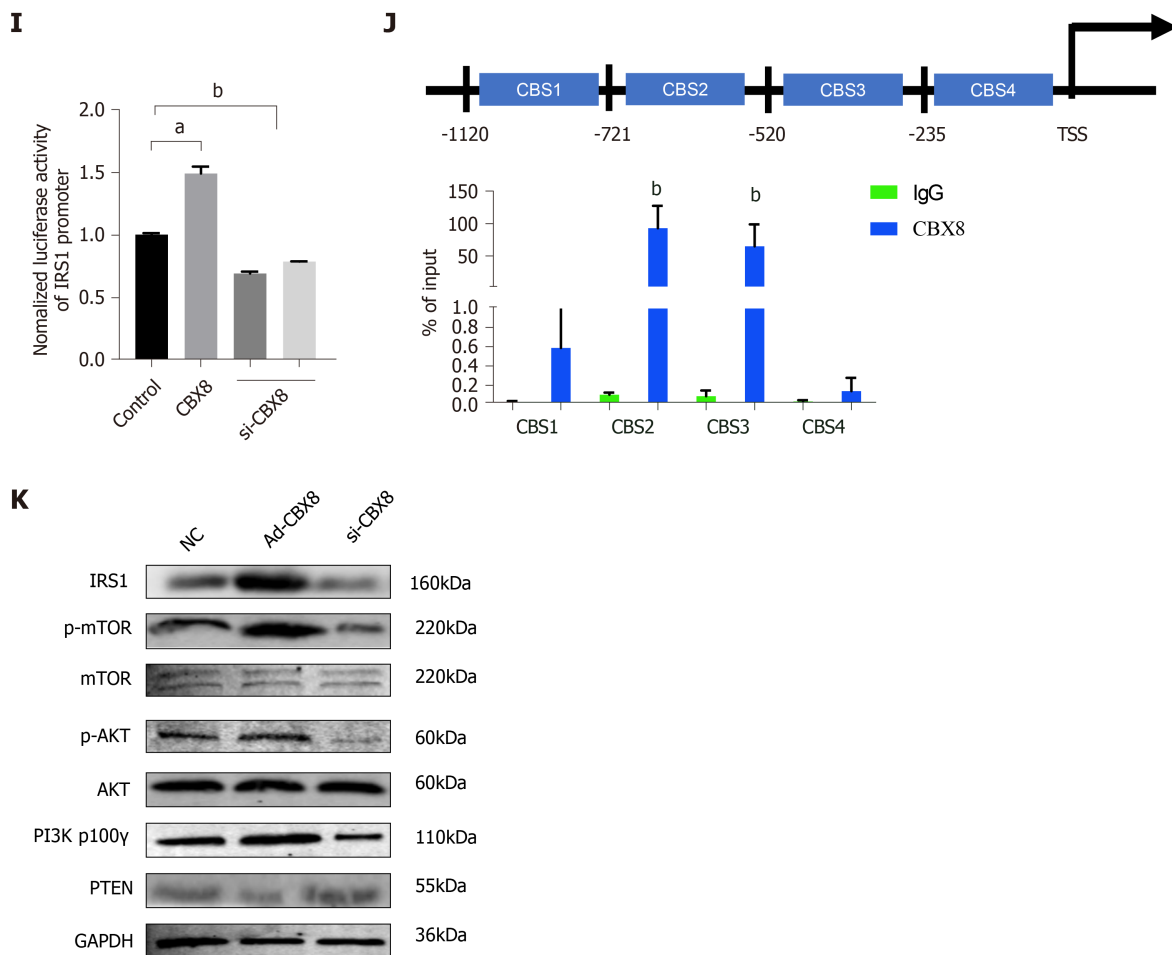 I
b
a
Nomalized luciferase activity
of IRS1 promoter
2.0
1.5
1.0
0.5
0.0
Control
CBX8
si-CBX8
J
CBS1
CBS2
CBS3
CBS4
-1120
-721
-520
-235
TSS
% of input
150
100
50
1.0
0.8
0.6
0.4
0.2
0.0
b
b
IgG
CBX8
CBS1
CBS2
CBS3
CBS4
K
NC
Ad-CBX8
si-CBX8
IRS1
160kDa
p-mTOR
220kDa
mTOR
220kDa
p-AKT
60kDa
AKT
60kDa
PI3K p100γ
110kDa
PTEN
55kDa
GAPDH
36kDa